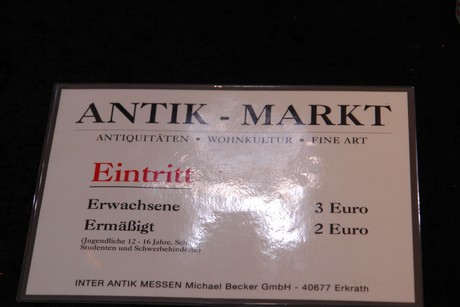 ANTIK - MARKT
ANTIQUITÄTEN • WOHNKULTUR • FINE ART
Eintritt
Erwachsene 3 Euro
Ermäßigt 2 Euro
(Jugendliche 12 - 16 Jahre,
Studenten und Schwerbehinderte)
INTER ANTIK MESSEN Michael Becker GmbH - 40677 Erkrath